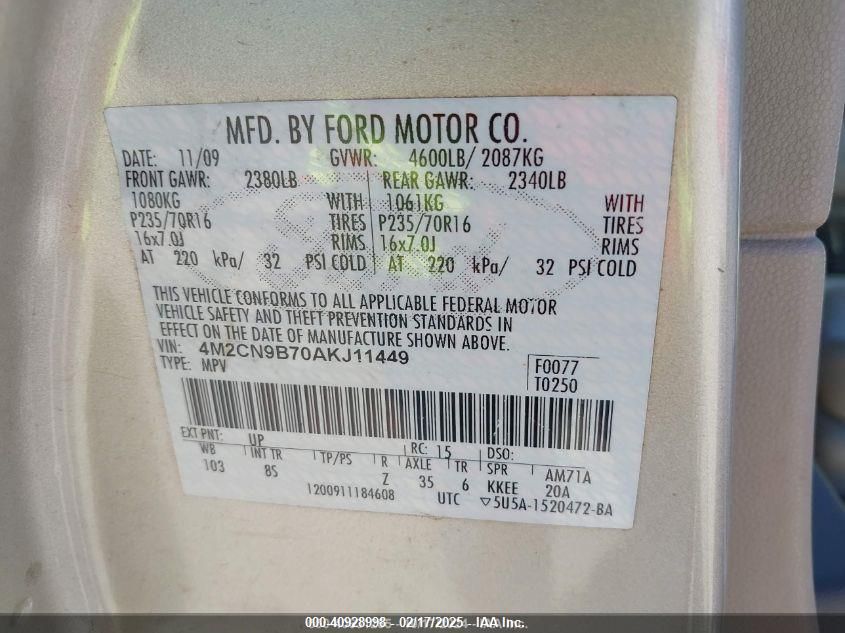 MFD. BY FORD MOTOR CO.
DATE: 11/09 GVWR: 4600LB/ 2087KG
FRONT GAWR: 2380LB REAR GAWR: 2340LB
1080KG WITH 1061KG WITH
P235/70R16 TIRES P235/70R16 TIRES
16x7.0J RIMS 16x7.0J RIMS
AT 220 kPa/ 32 PSI COLD AT 220 kPa/ 32 PSI COLD
THIS VEHICLE CONFORMS TO ALL APPLICABLE FEDERAL MOTOR
VEHICLE SAFETY AND THEFT PREVENTION STANDARDS IN
EFFECT ON THE DATE OF MANUFACTURE SHOWN ABOVE.
VIN: 4M2CN9B70AKJ11449 F0077
TYPE: MPV T0250
EXT PNT: UP RC: 15 DSO:
WB INT TR TP/PS R AXLE TR SPR AM71A
103 8S Z 35 6 KKEE 20A
1200911184608 UTC ▽5U5A-1520472-BA
000-40928998 - 02/17/2025 - IAA Inc.